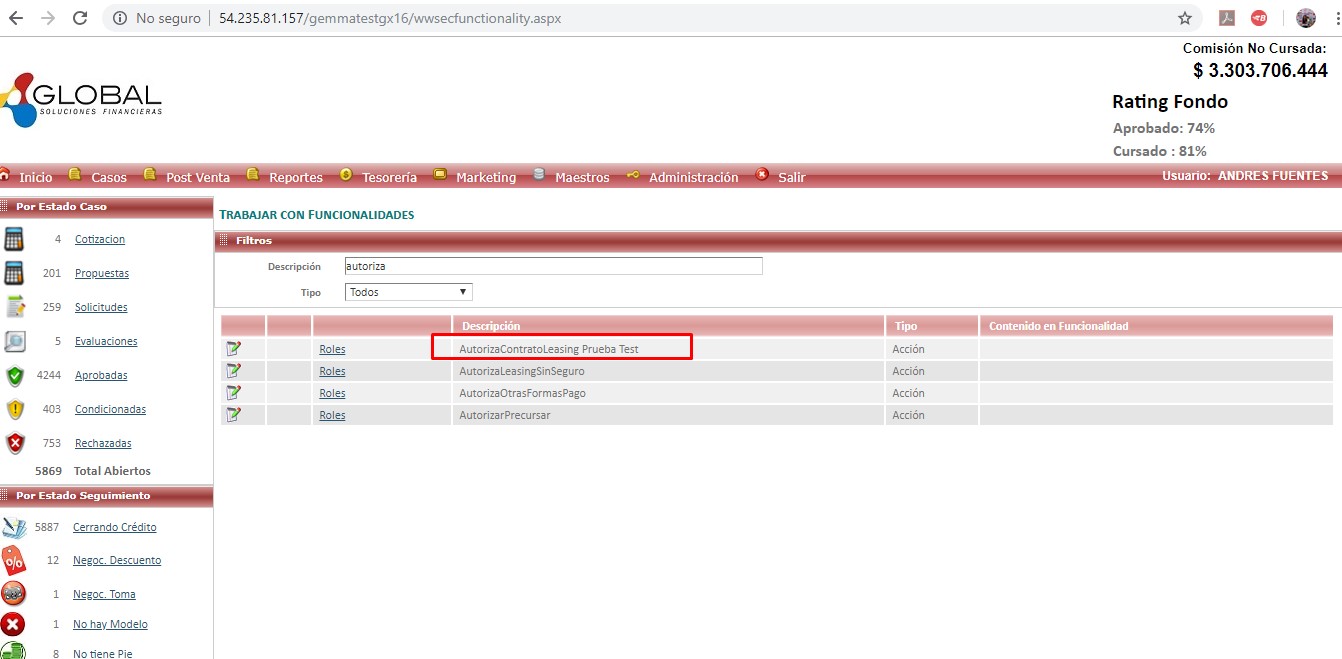 No seguro | 54.235.81.157/gemmatestgx16/wwsecfunctionality.aspx
Comisión No Cursada:
$ 3.303.706.444
GLOBAL
SOLUCIONES FINANCIERAS
Rating Fondo
Aprobado: 74%
Cursado : 81%
Inicio Casos Post Venta Reportes Tesorería Marketing Maestros Administración Salir Usuario: ANDRES FUENTES
Por Estado Caso
4 Cotizacion
201 Propuestas
259 Solicitudes
5 Evaluaciones
4244 Aprobadas
403 Condicionadas
753 Rechazadas
5869 Total Abiertos
Por Estado Seguimiento
5887 Cerrando Crédito
12 Negoc. Descuento
1 Negoc. Toma
1 No hay Modelo
8 No tiene Pie
TRABAJAR CON FUNCIONALIDADES
Filtros
Descripción autoriza
Tipo Todos
Descripción Tipo Contenido en Funcionalidad
Roles AutorizaContratoLeasing Prueba Test Acción
Roles AutorizaLeasingSinSeguro Acción
Roles AutorizaOtrasFormasPago Acción
Roles AutorizarPrecursar Acción